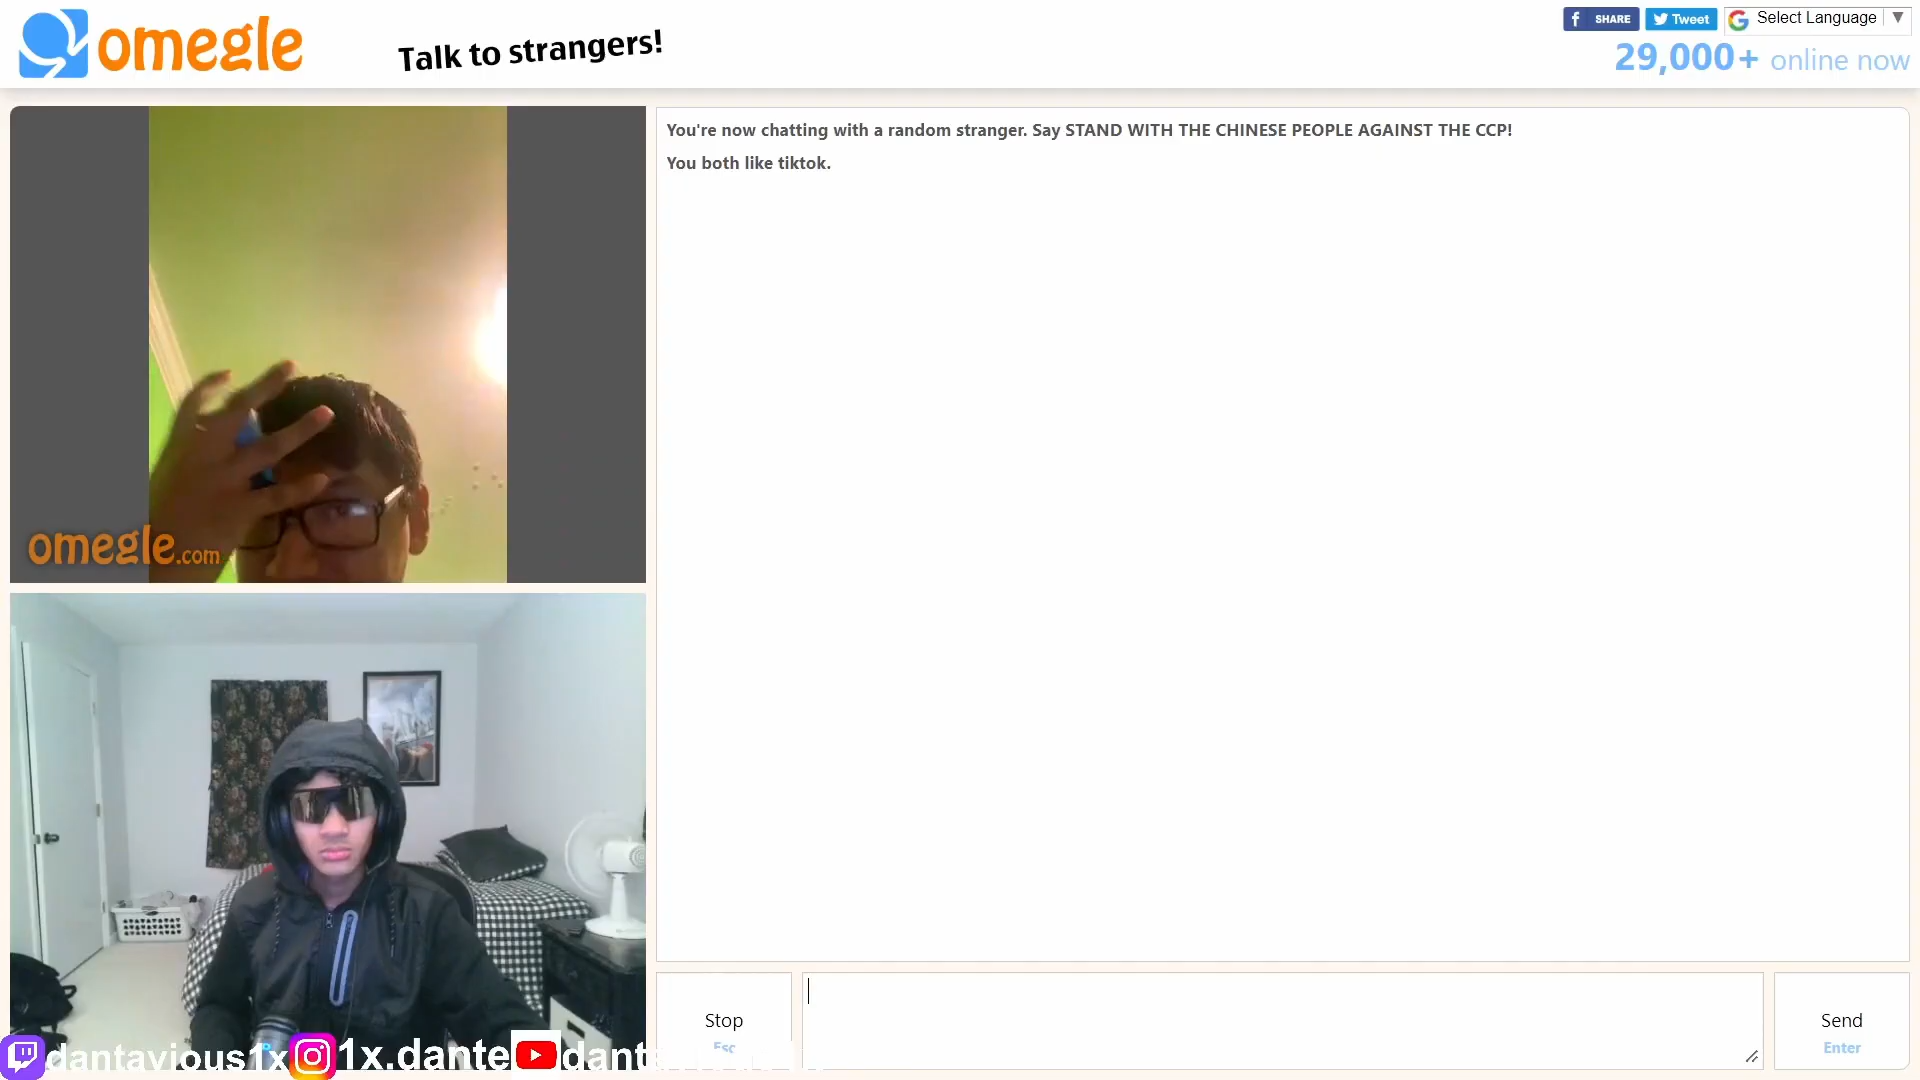 omegle
Talk to strangers!
SHARE
Tweet
Select Language
29,000+ online now
You're now chatting with a random stranger. Say STAND WITH THE CHINESE PEOPLE AGAINST THE CCP!
You both like tiktok.
omegle.com
Stop
Esc
Send
Enter
dantavious1x
1x.dante